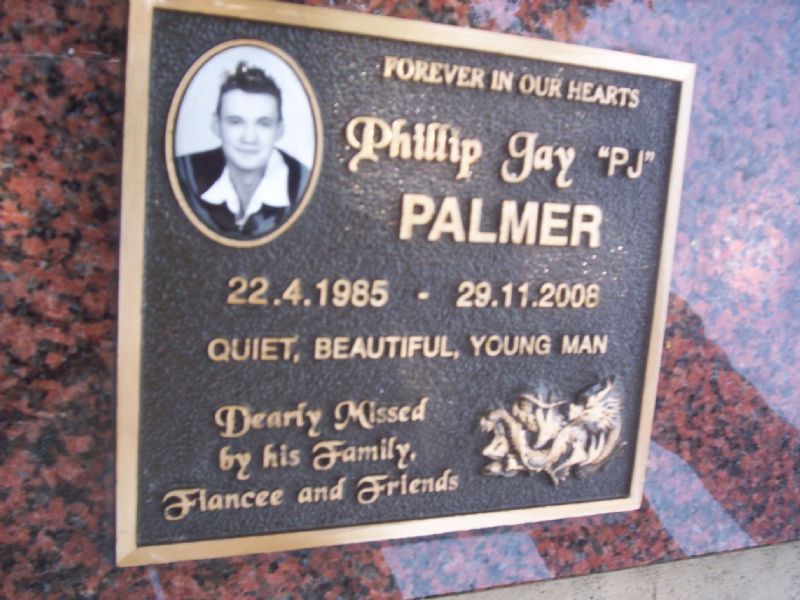 FOREVER IN OUR HEARTS
Phillip Jay "PJ"
PALMER
22.4.1985 - 29.11.2008
QUIET, BEAUTIFUL, YOUNG MAN
Dearly Missed
by his Family,
Fiancee and Friends